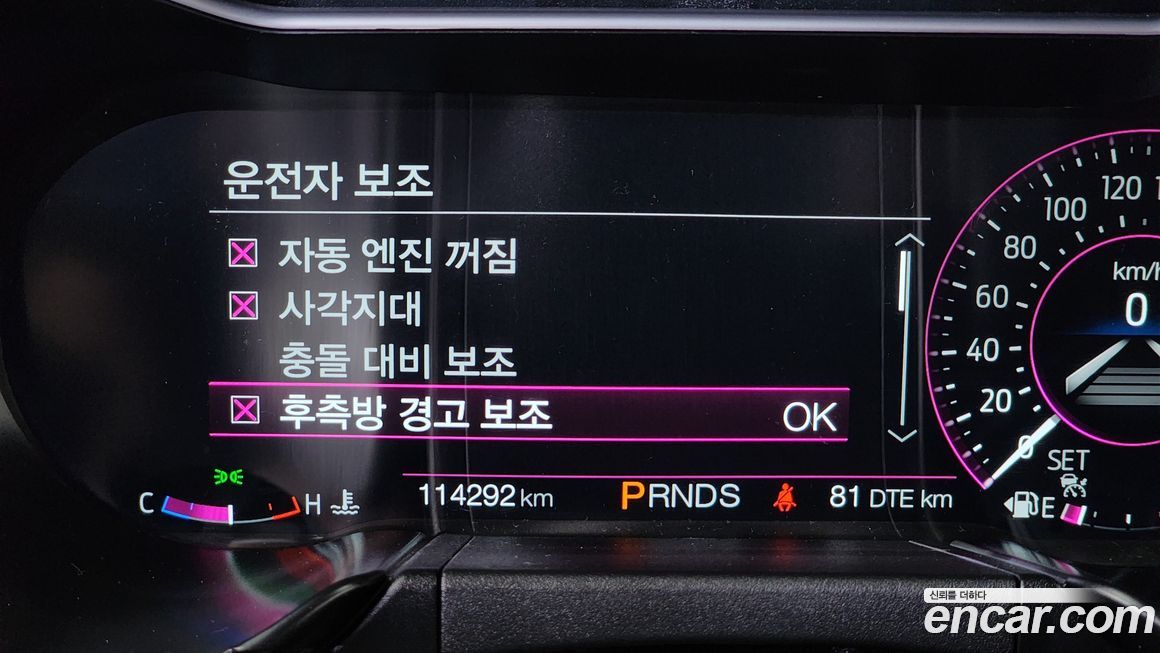 운전자 보조
자동 엔진 꺼짐
사각지대
충돌 대비 보조
후측방 경고 보조 OK
C H
114292 km
PRNDS
81 DTE km
E
SET
0
20
40
60
80
100
120
km/h
0
신뢰를 더하다
encar.com